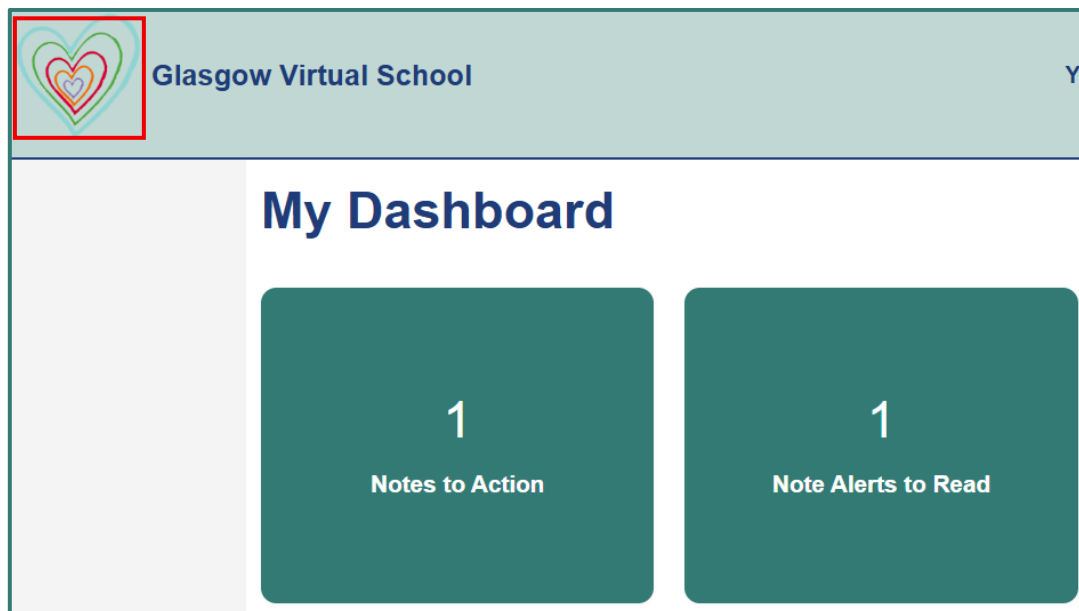 Glasgow Virtual School
Y
My Dashboard
1
Notes to Action
1
Note Alerts to Read